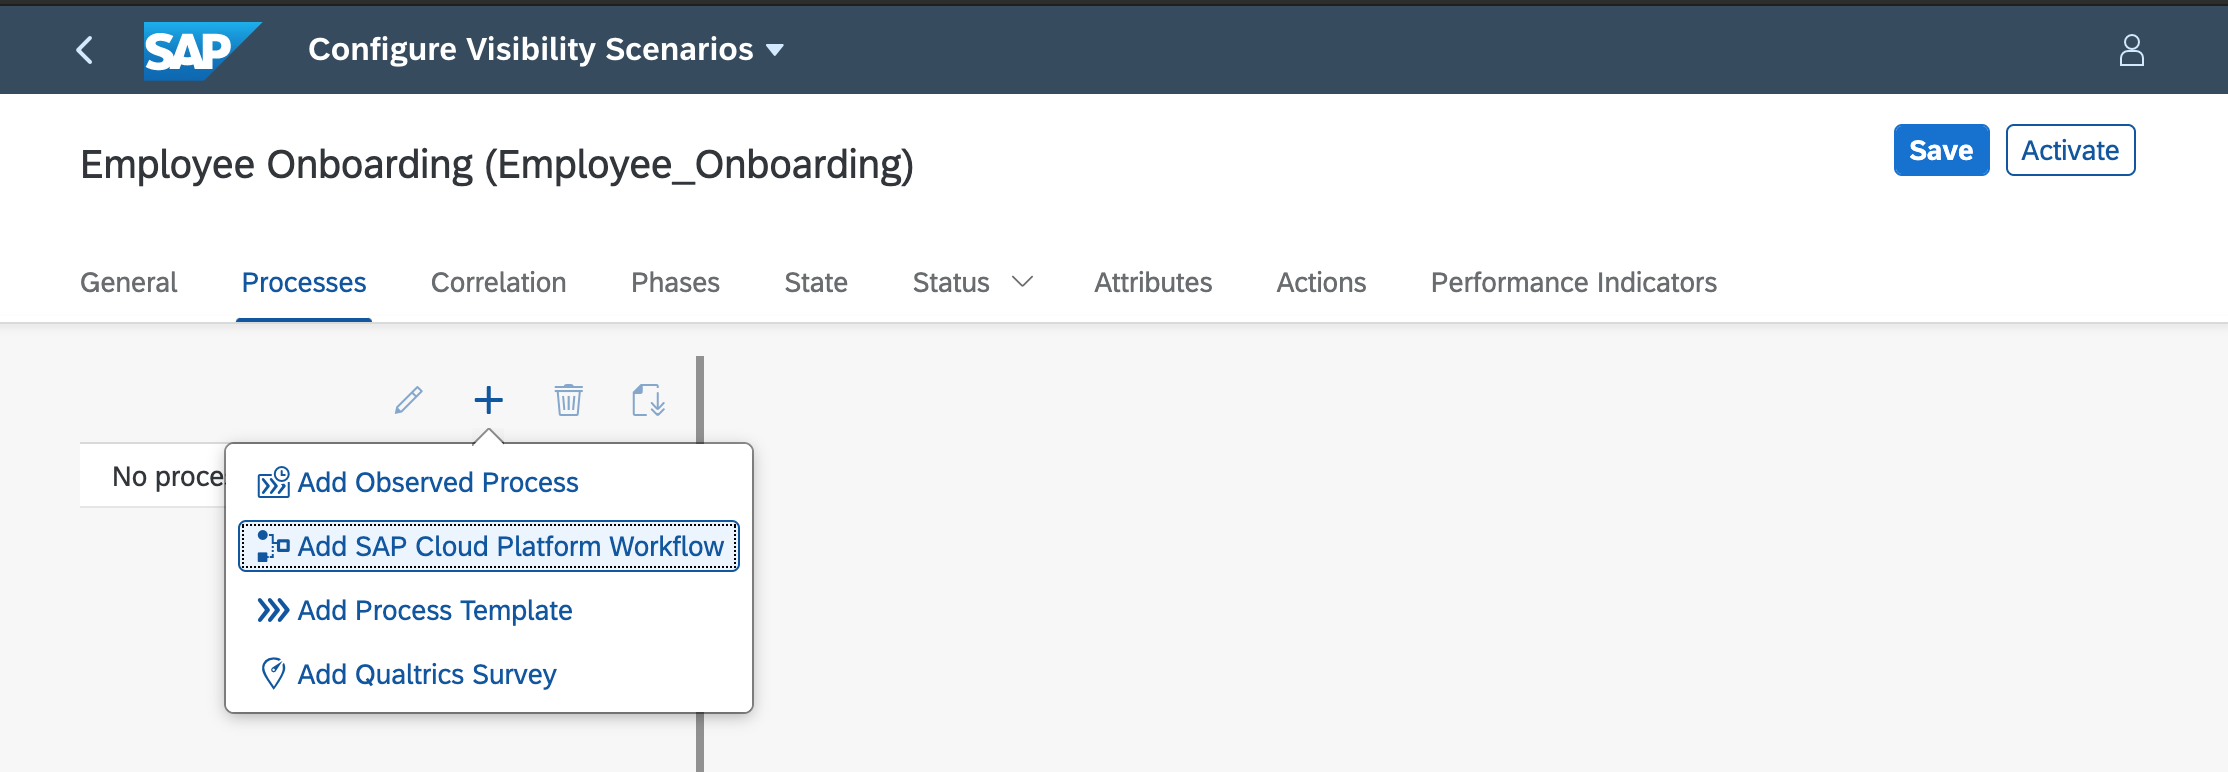 SAP Configure Visibility Scenarios
Employee Onboarding (Employee_Onboarding)
Save Activate
General Processes Correlation Phases State Status Attributes Actions Performance Indicators
No
Add Observed Process
Add SAP Cloud Platform Workflow
Add Process Template
Add Qualtrics Survey